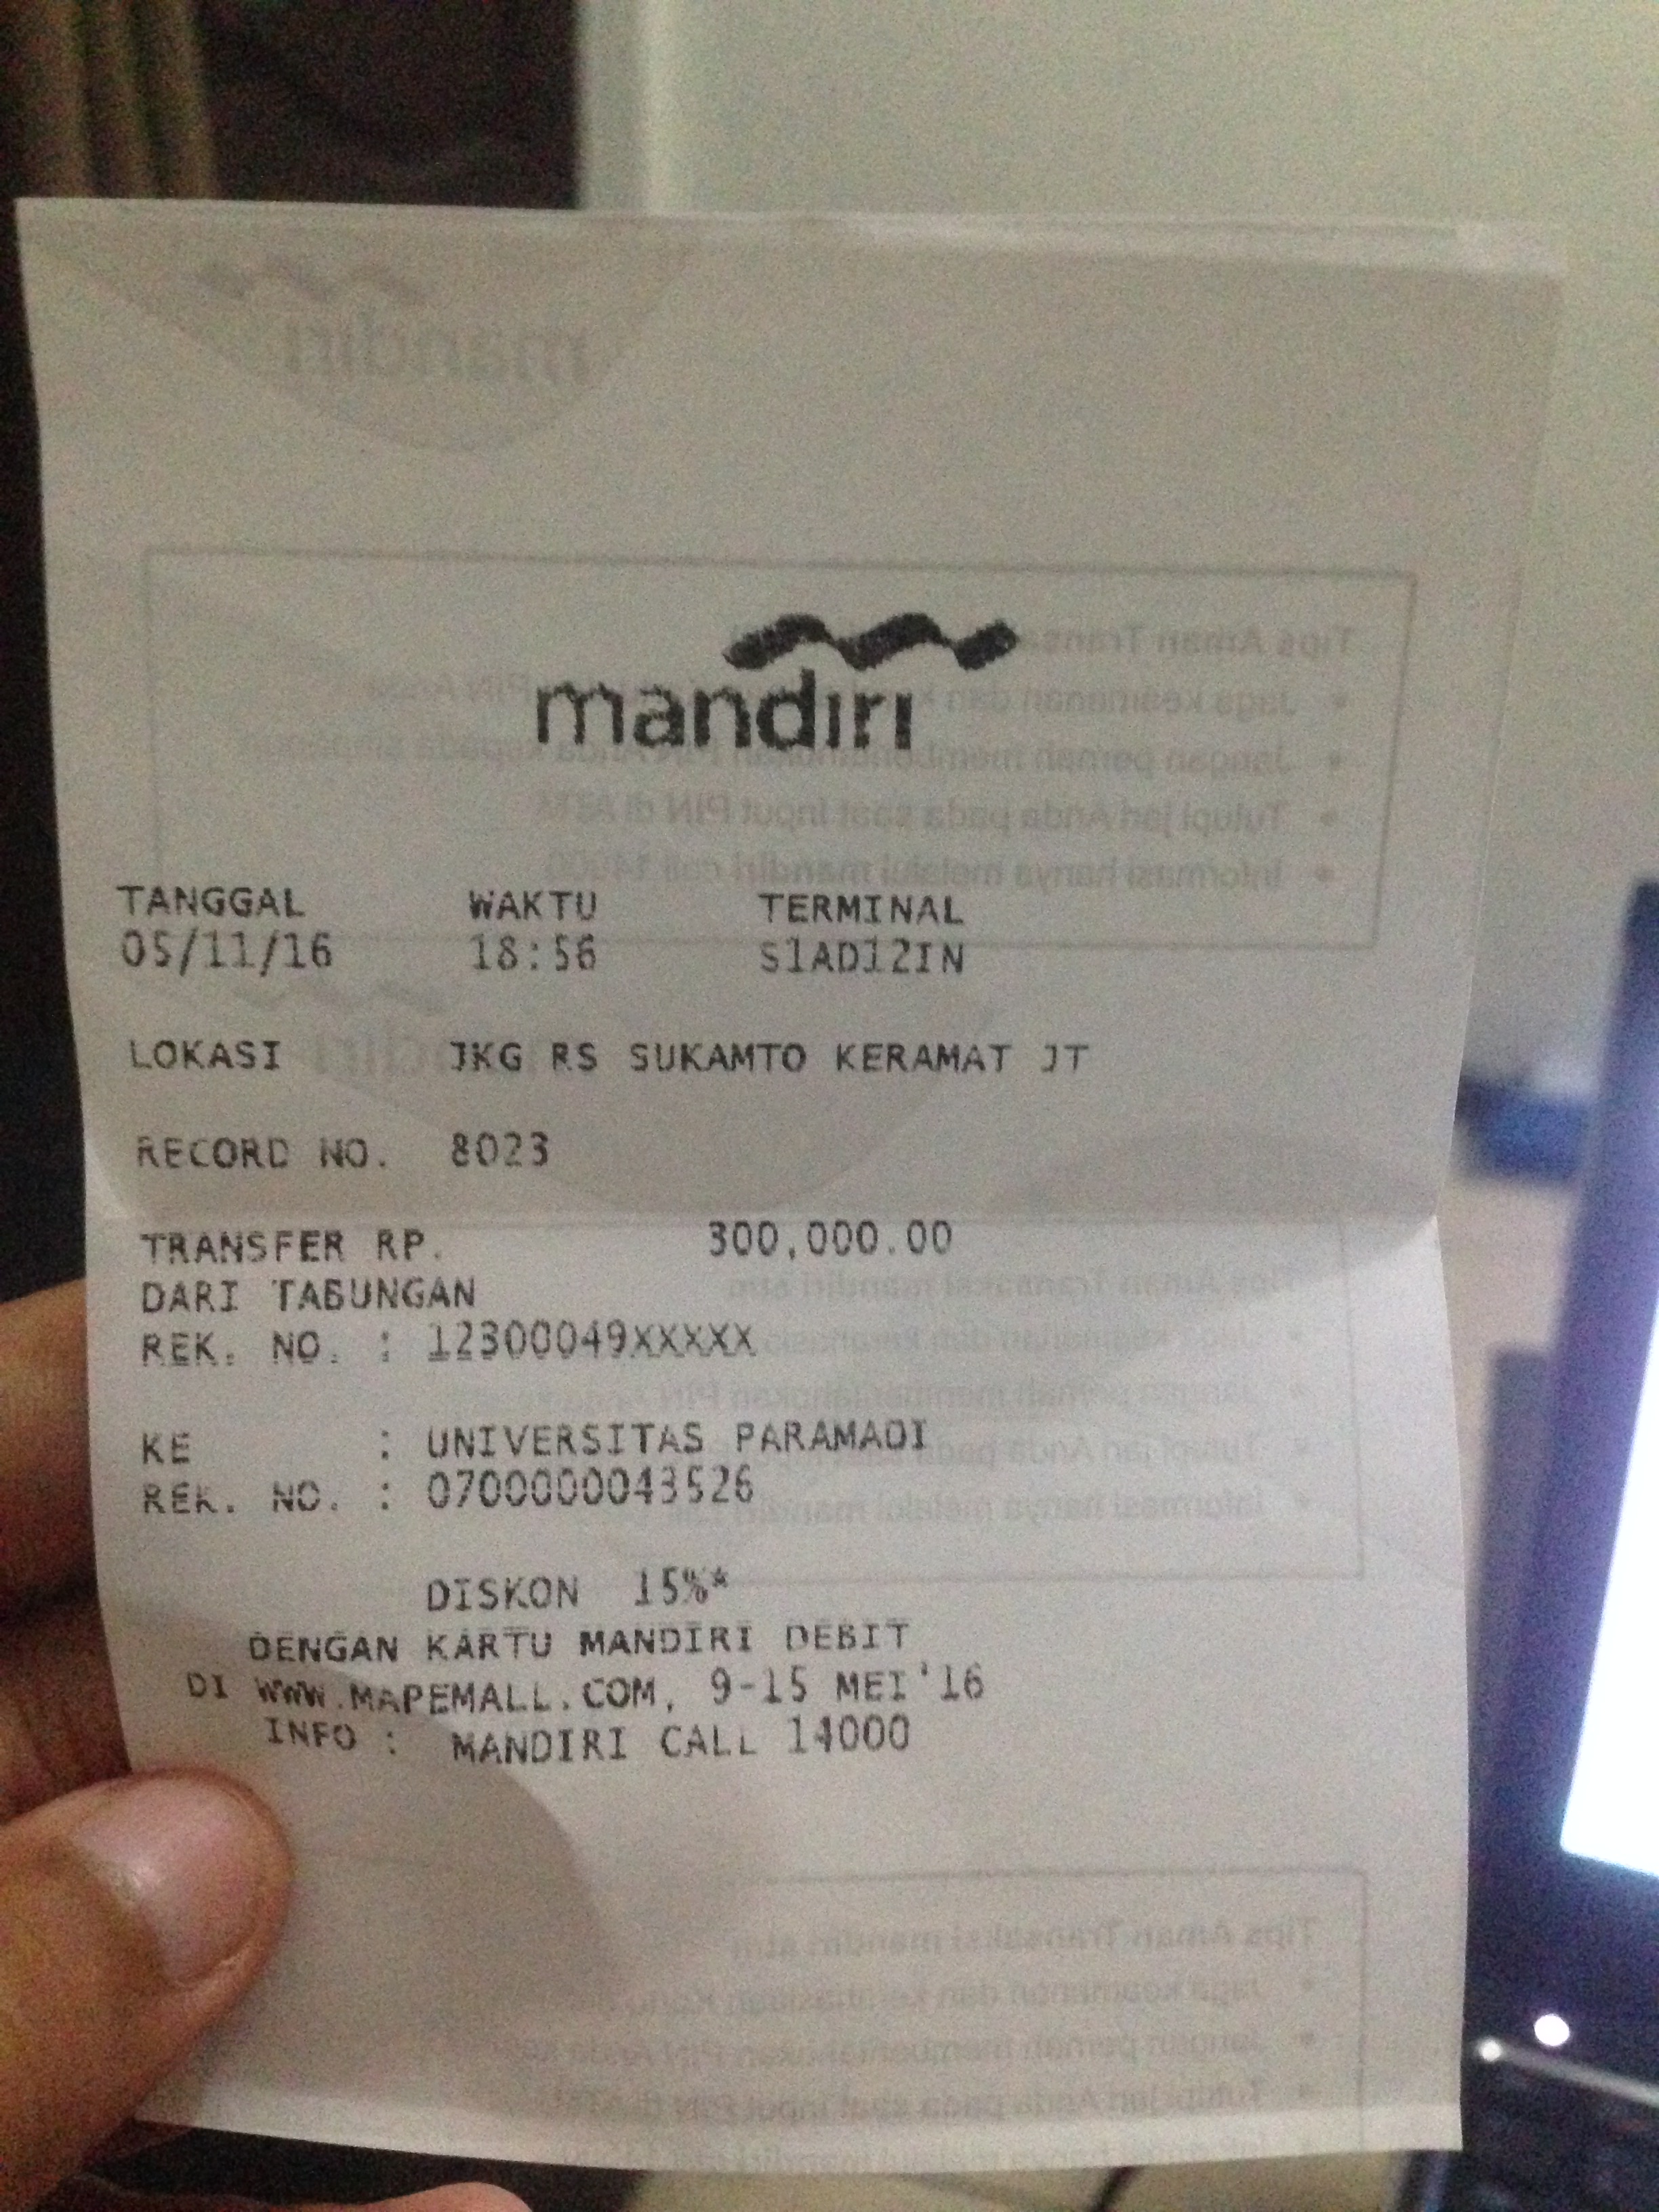 mandiri
TANGGAL WAKTU TERMINAL
05/11/16 18:56 S1AD12IN
LOKASI JKG RS SUKAMTO KERAMAT JT
RECORD NO. 8023
TRANSFER RP. 300,000.00
DARI TABUNGAN
REK. NO. : 12300049XXXXX
KE : UNIVERSITAS PARAMADI
REK. NO. : 0700000043526
DISKON 15%*
DENGAN KARTU MANDIRI DEBIT
DI WWW.MAPEMALL.COM, 9-15 MEI'16
INFO : MANDIRI CALL 14000